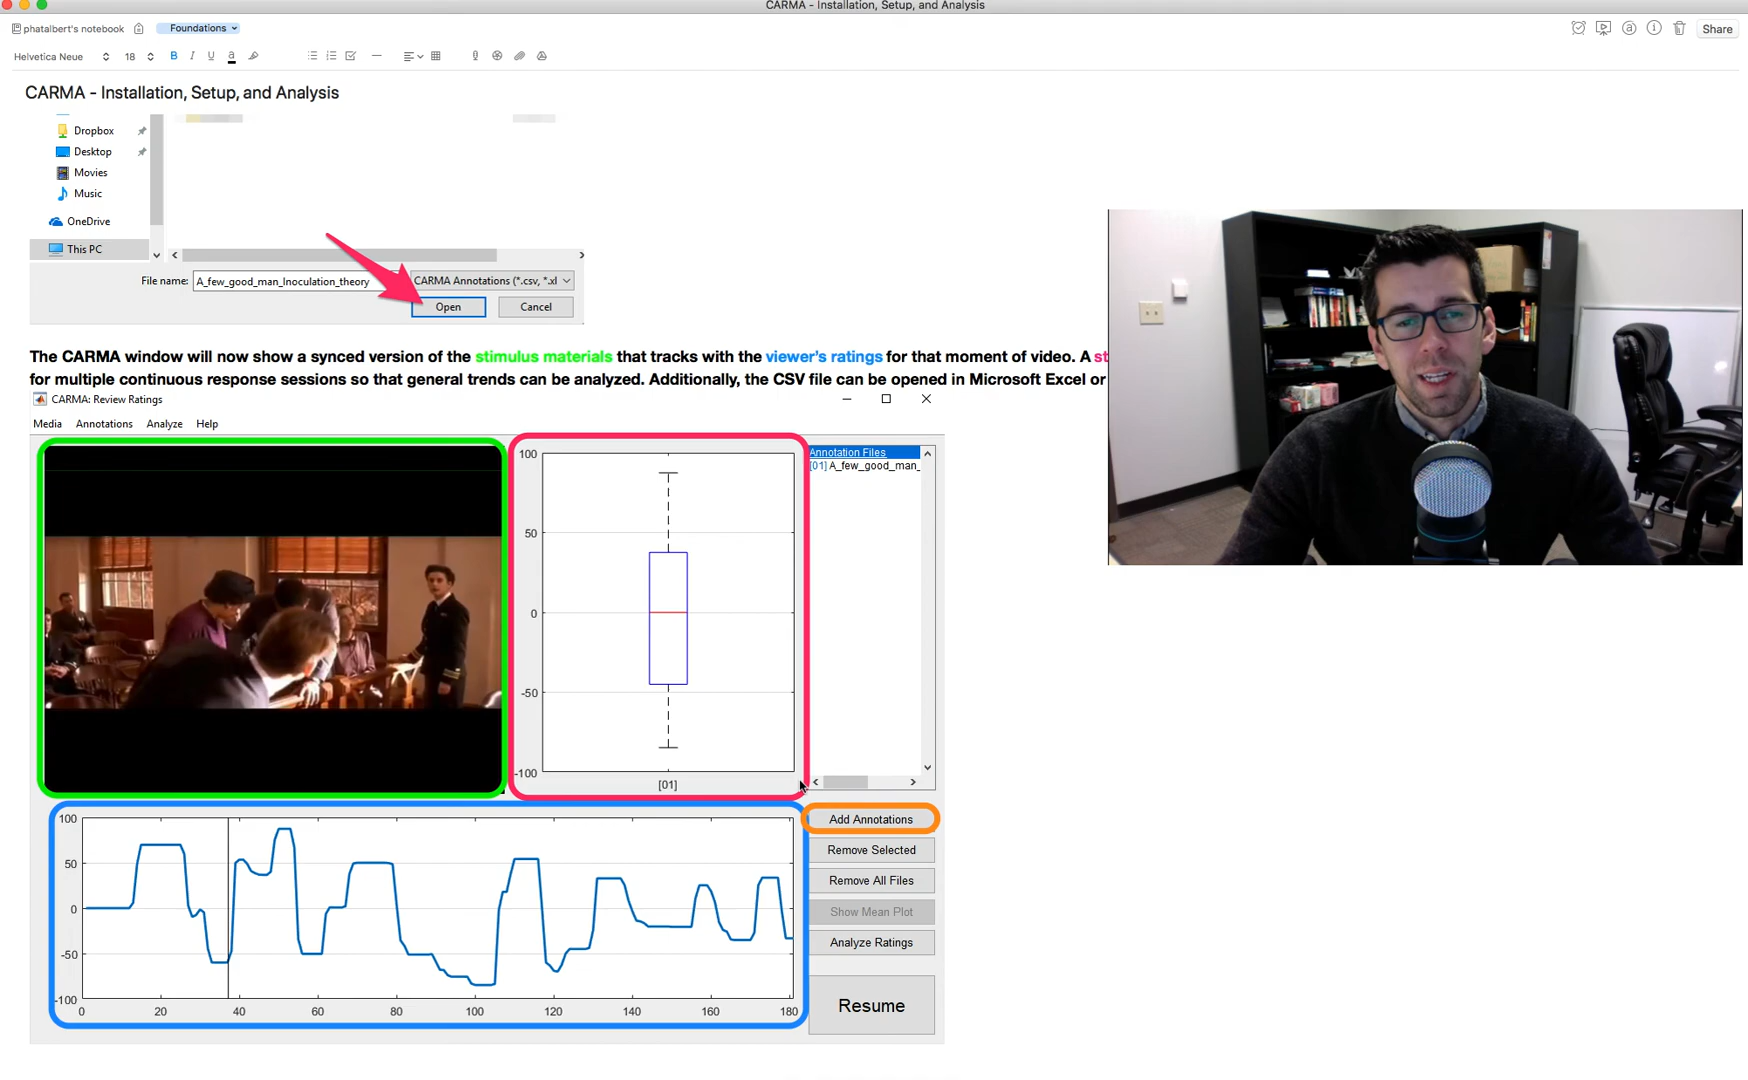 CARMA - Installation, Setup, and Analysis
phatalbert's notebook
Foundations
Share
Helvetica Neue
18
B
I
U
a
CARMA - Installation, Setup, and Analysis
Dropbox
Desktop
Movies
Music
OneDrive
This PC
File name:
A_few_good_man_Inoculation_theory
CARMA Annotations (*.csv, *.xl
Open
Cancel
The CARMA window will now show a synced version of the stimulus materials that tracks with the viewer's ratings for that moment of video. A st
for multiple continuous response sessions so that general trends can be analyzed. Additionally, the CSV file can be opened in Microsoft Excel or
CARMA: Review Ratings
Media
Annotations
Analyze
Help
100
50
0
-50
-100
[01]
Annotation Files
[01] A_few_good_man_
100
50
0
-50
-100
0
20
40
60
80
100
120
140
160
180
Add Annotations
Remove Selected
Remove All Files
Show Mean Plot
Analyze Ratings
Resume